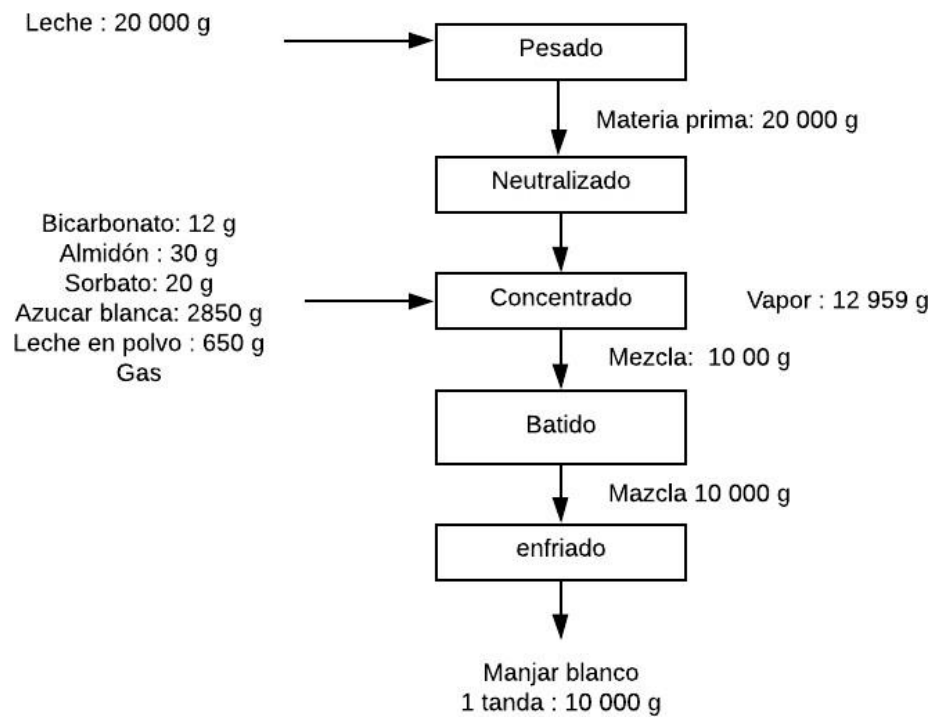 Leche : 20 000 g
Pesado
Materia prima: 20 000 g
Neutralizado
Bicarbonato: 12 g
Almidón : 30 g
Sorbato: 20 g
Azucar blanca: 2850 g
Leche en polvo : 650 g
Gas
Concentrado
Vapor : 12 959 g
Mezcla:  10 00 g
Batido
Mazcla 10 000 g
enfriado
Manjar blanco
1 tanda : 10 000 g